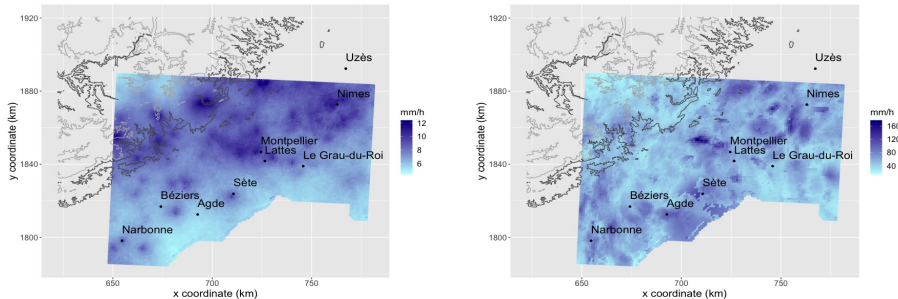 1920
1880
1840
1800
y coordinate (km)
650
700
750
x coordinate (km)
Uzès
Nimes
Montpellier
Lattes
Le Grau-du-Roi
Sète
Béziers
Agde
Narbonne
mm/h
12
10
8
6
1920
1880
1840
1800
y coordinate (km)
650
700
750
x coordinate (km)
Uzès
Nimes
Montpellier
Lattes
Le Grau-du-Roi
Sète
Béziers
Agde
Narbonne
mm/h
160
120
80
40